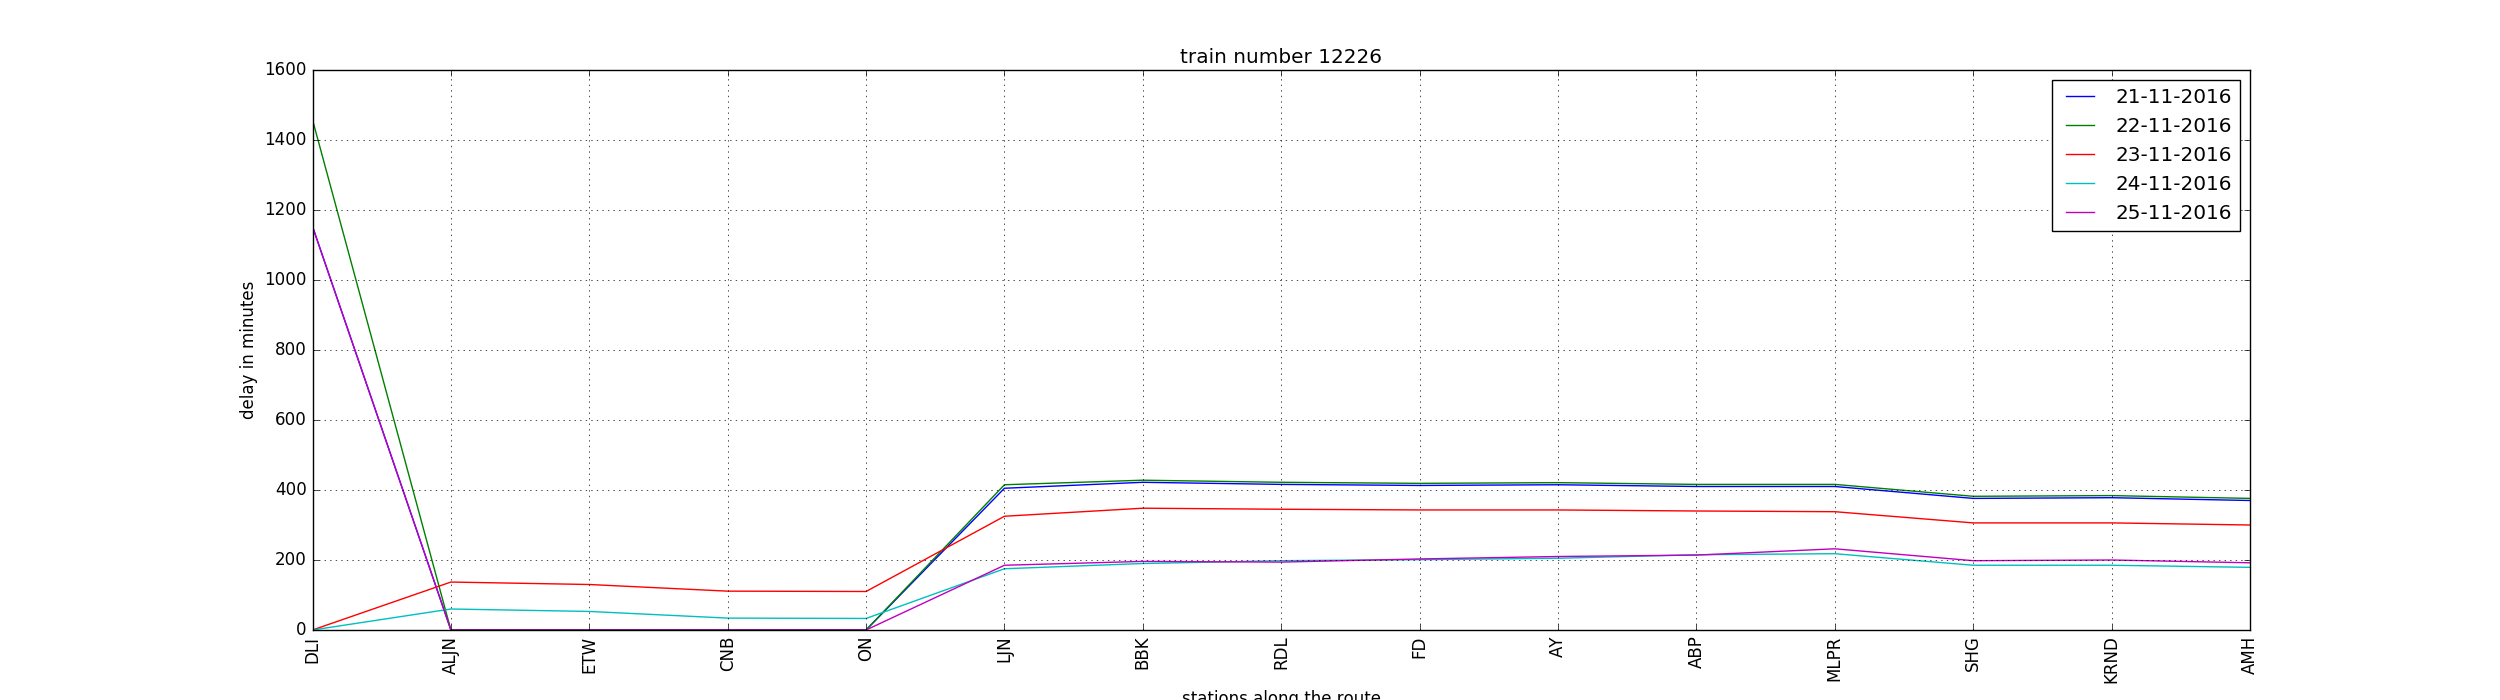 train number 12226
1600
1400
1200
1000
800
600
400
200
0
delay in minutes
21-11-2016
22-11-2016
23-11-2016
24-11-2016
25-11-2016
DLI
ALJN
ETW
CNB
ON
LJN
BBK
RDL
FD
AY
ABP
MLPR
SHG
KRND
AMH
stations along the route